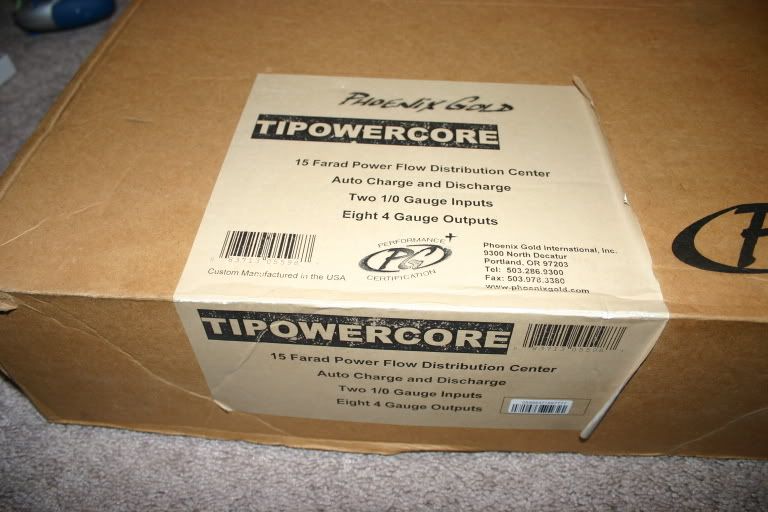 PHOENIX GOLD
TIPOWERCORE
15 Farad Power Flow Distribution Center
Auto Charge and Discharge
Two 1/0 Gauge Inputs
Eight 4 Gauge Outputs
Custom Manufactured in the USA
PERFORMANCE+
PG
CERTIFICATION
Phoenix Gold International, Inc.
9300 North Decatur
Portland, OR 97203
Tel: 503.286.9300
Fax: 503.978.3380
www.phoenixgold.com
TIPOWERCORE
15 Farad Power Flow Distribution Center
Auto Charge and Discharge
Two 1/0 Gauge Inputs
Eight 4 Gauge Outputs